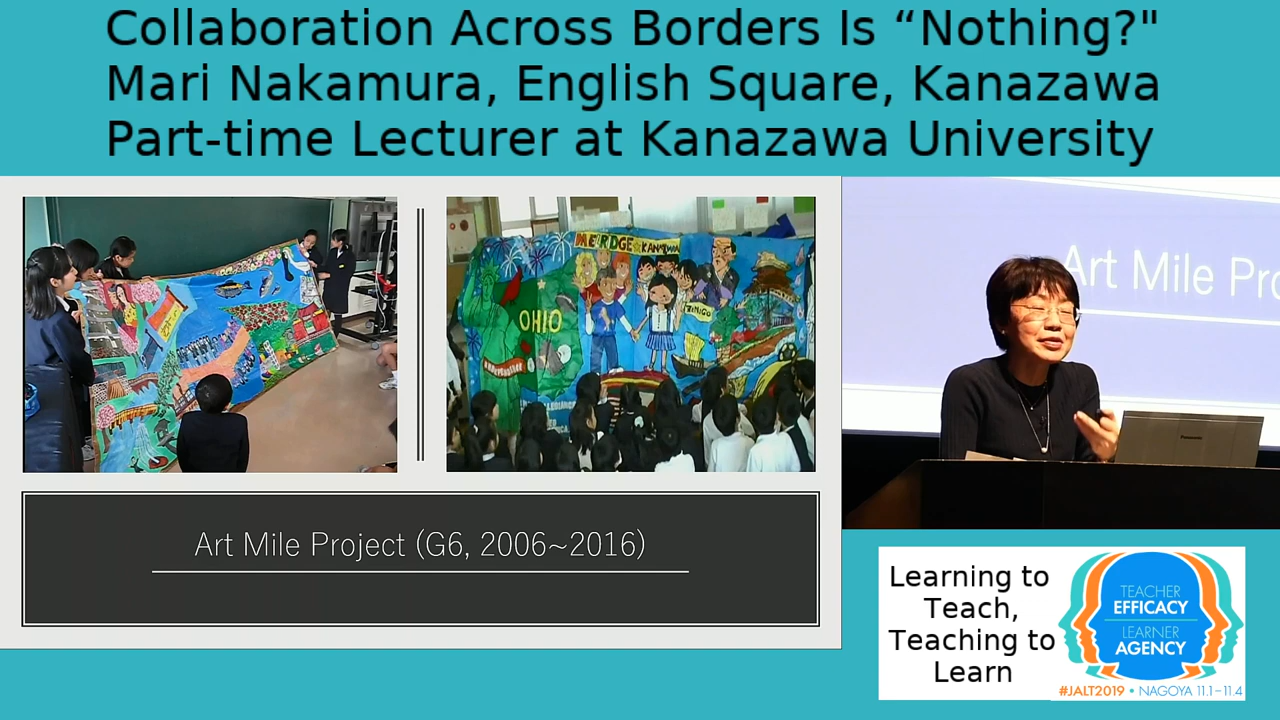 Collaboration Across Borders Is “Nothing?"
Mari Nakamura, English Square, Kanazawa
Part-time Lecturer at Kanazawa University
OHIO
KANAZAWA
Art Mile Project (G6, 2006~2016)
Art Mile Pro
Panasonic
Learning to
Teach,
Teaching to
Learn
TEACHER
EFFICACY
LEARNER
AGENCY
#JALT2019 • NAGOYA 11.1–11.4